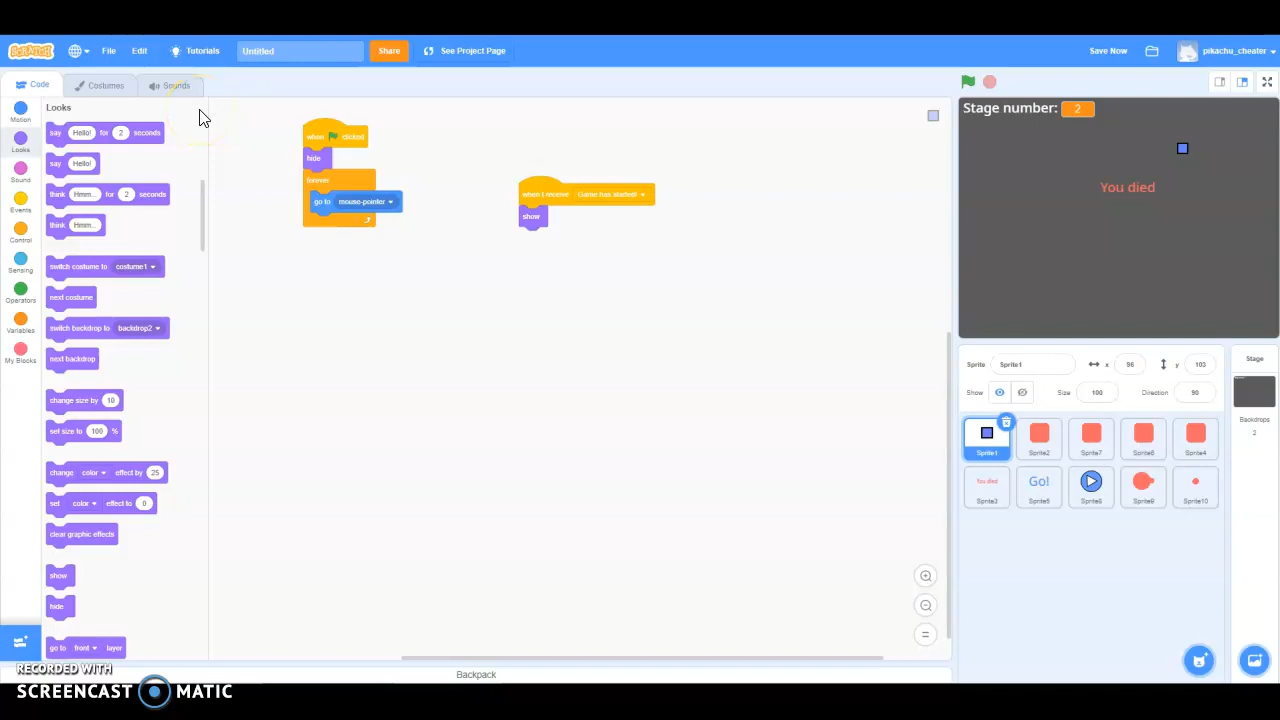 SCRATCH File Edit Tutorials Untitled Share See Project Page Save Now pikachu_cheater
Code Costumes Sounds
Motion
Looks
Sound
Events
Control
Sensing
Operators
Variables
My Blocks
Looks
say Hello! for 2 seconds
say Hello!
think Hmm... for 2 seconds
think Hmm...
switch costume to costume1
next costume
switch backdrop to backdrop2
next backdrop
change size by 10
set size to 100 %
change color effect by 25
set color effect to 0
clear graphic effects
show
hide
go to front layer
when clicked
hide
forever
go to mouse-pointer
when I receive Game has started!
show
Stage number: 2
You died
Sprite Sprite1 x 96 y 103
Show Size 100 Direction 90
Sprite1 Sprite2 Sprite7 Sprite6 Sprite4
You died Go!
Sprite3 Sprite5 Sprite8 Sprite9 Sprite10
Stage
Backdrops
2
Backpack
RECORDED WITH
SCREENCAST MATIC